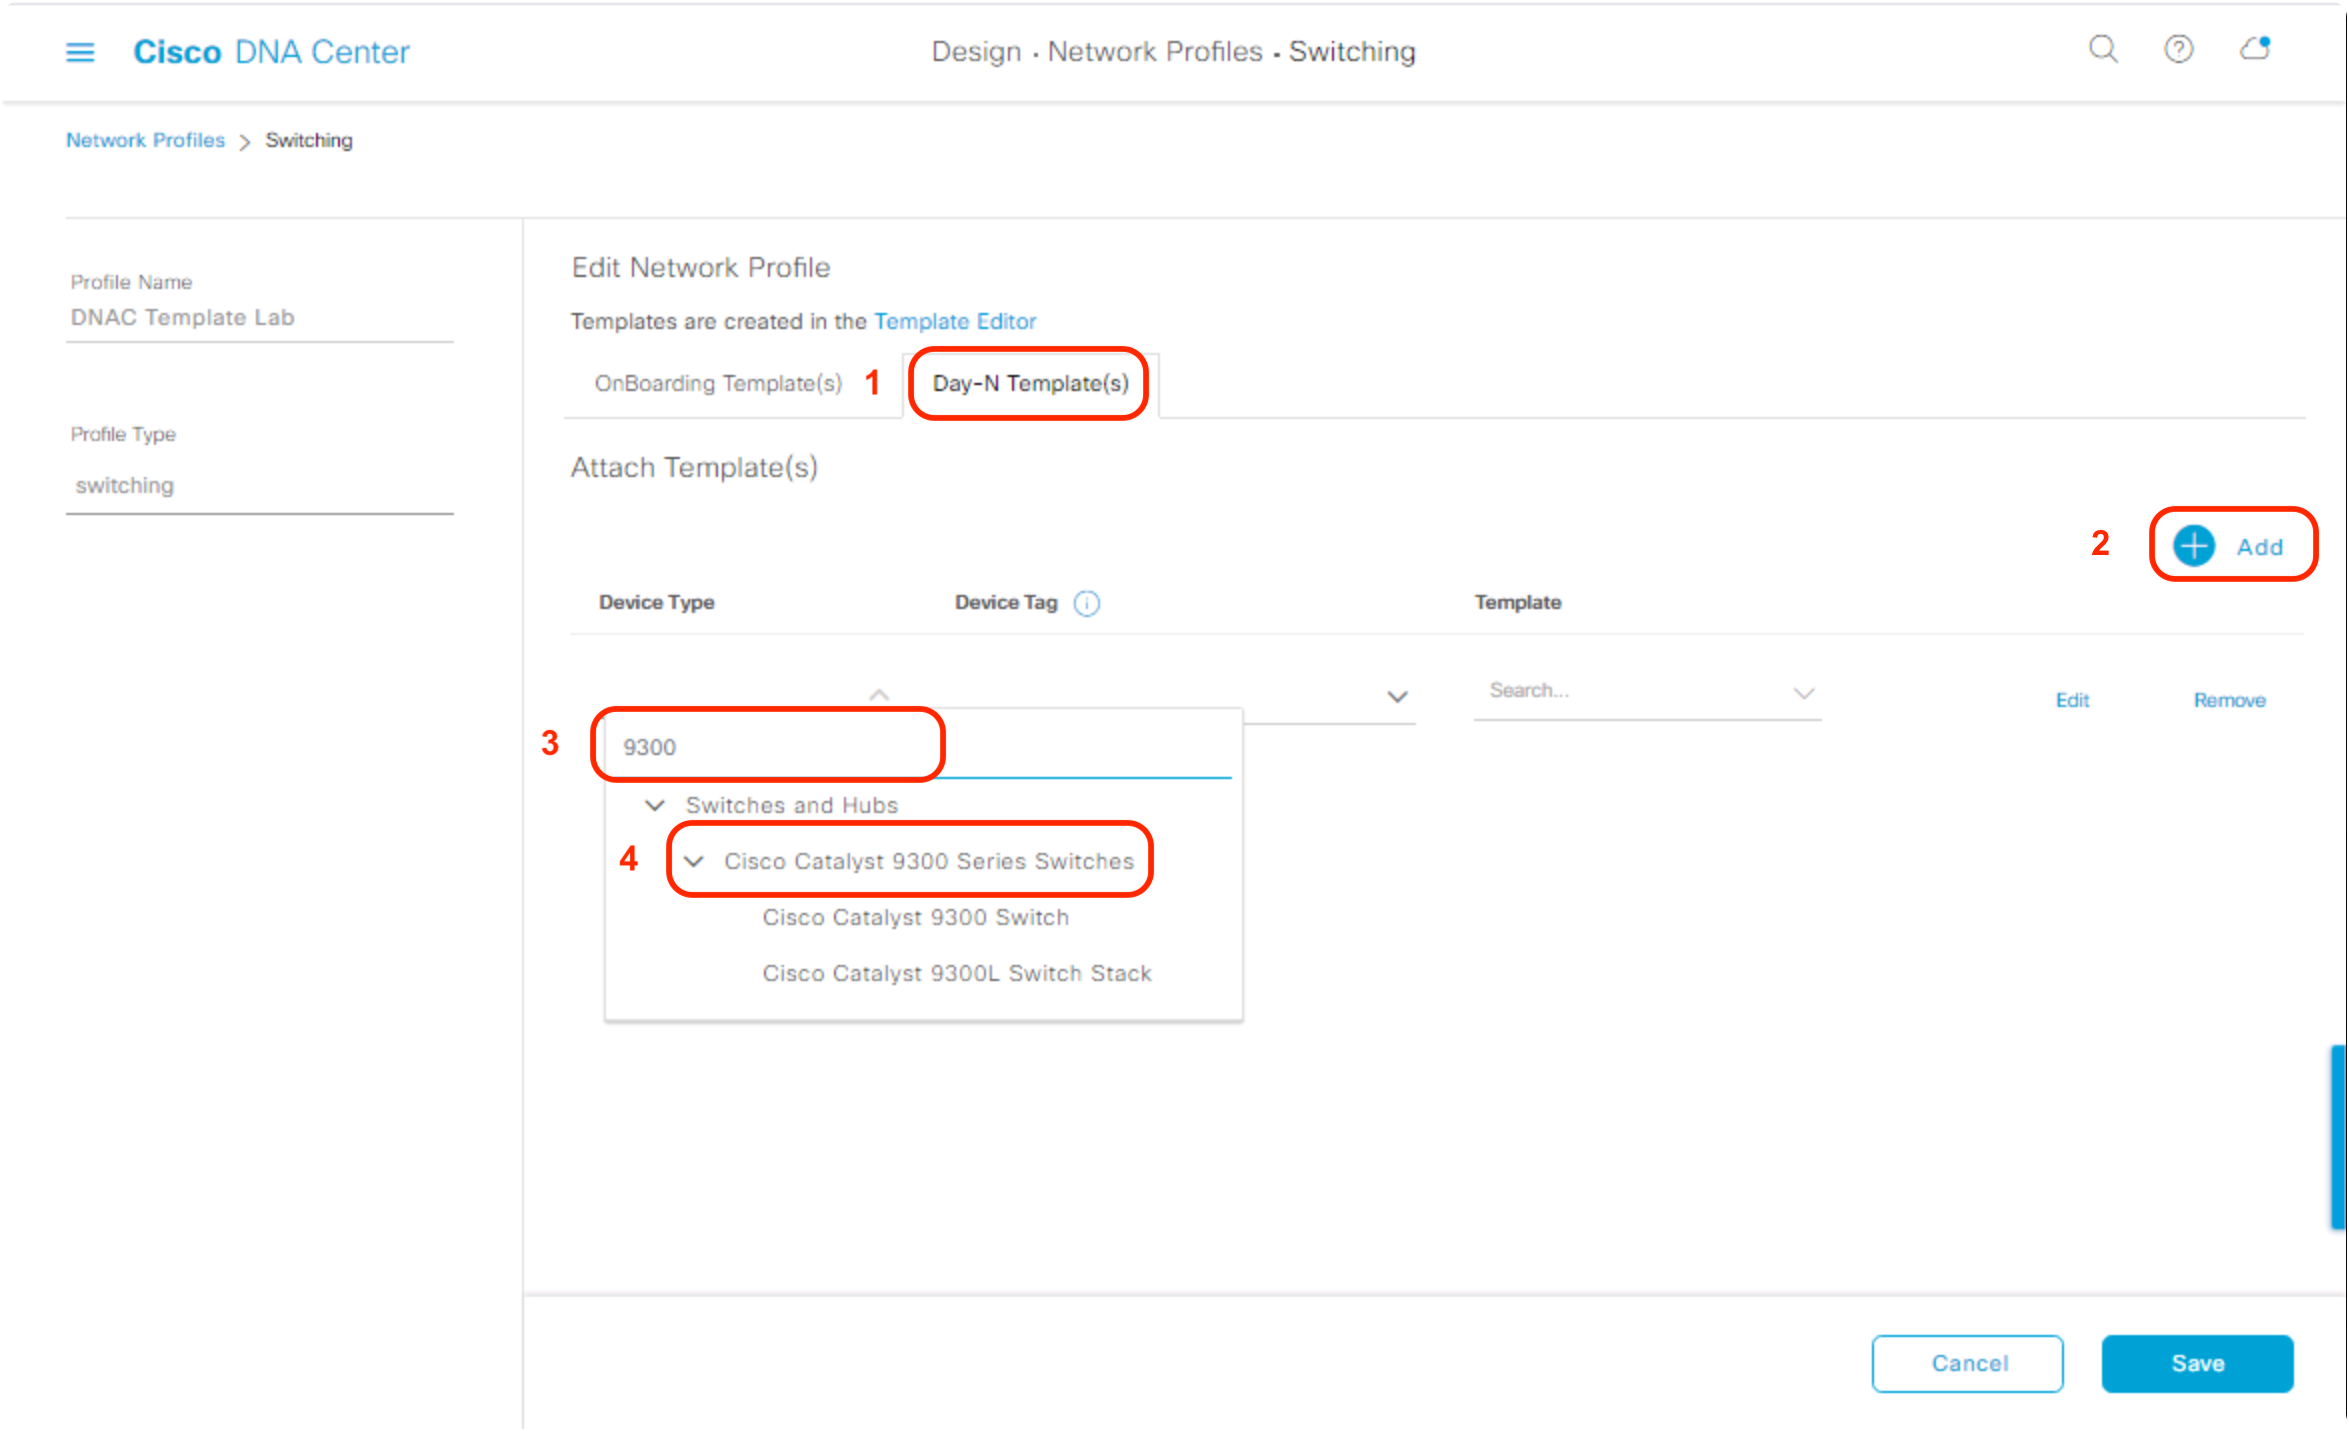 Cisco DNA Center
Design · Network Profiles · Switching
Network Profiles > Switching
Profile Name
DNAC Template Lab
Profile Type
switching
Edit Network Profile
Templates are created in the Template Editor
OnBoarding Template(s) 1 Day-N Template(s)
Attach Template(s)
2 Add
Device Type Device Tag Template
Search... Edit Remove
3 9300
Switches and Hubs
4 Cisco Catalyst 9300 Series Switches
Cisco Catalyst 9300 Switch
Cisco Catalyst 9300L Switch Stack
Cancel Save